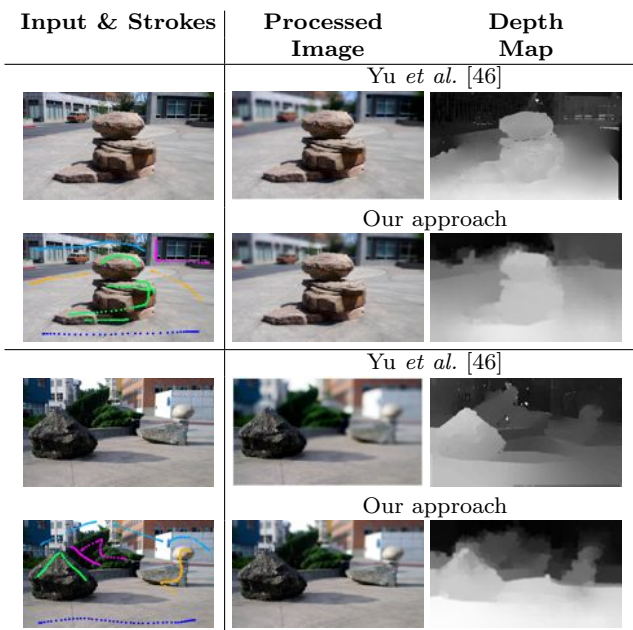 Input & Strokes
Processed Image
Depth Map
Yu et al. [46]
Our approach
Yu et al. [46]
Our approach